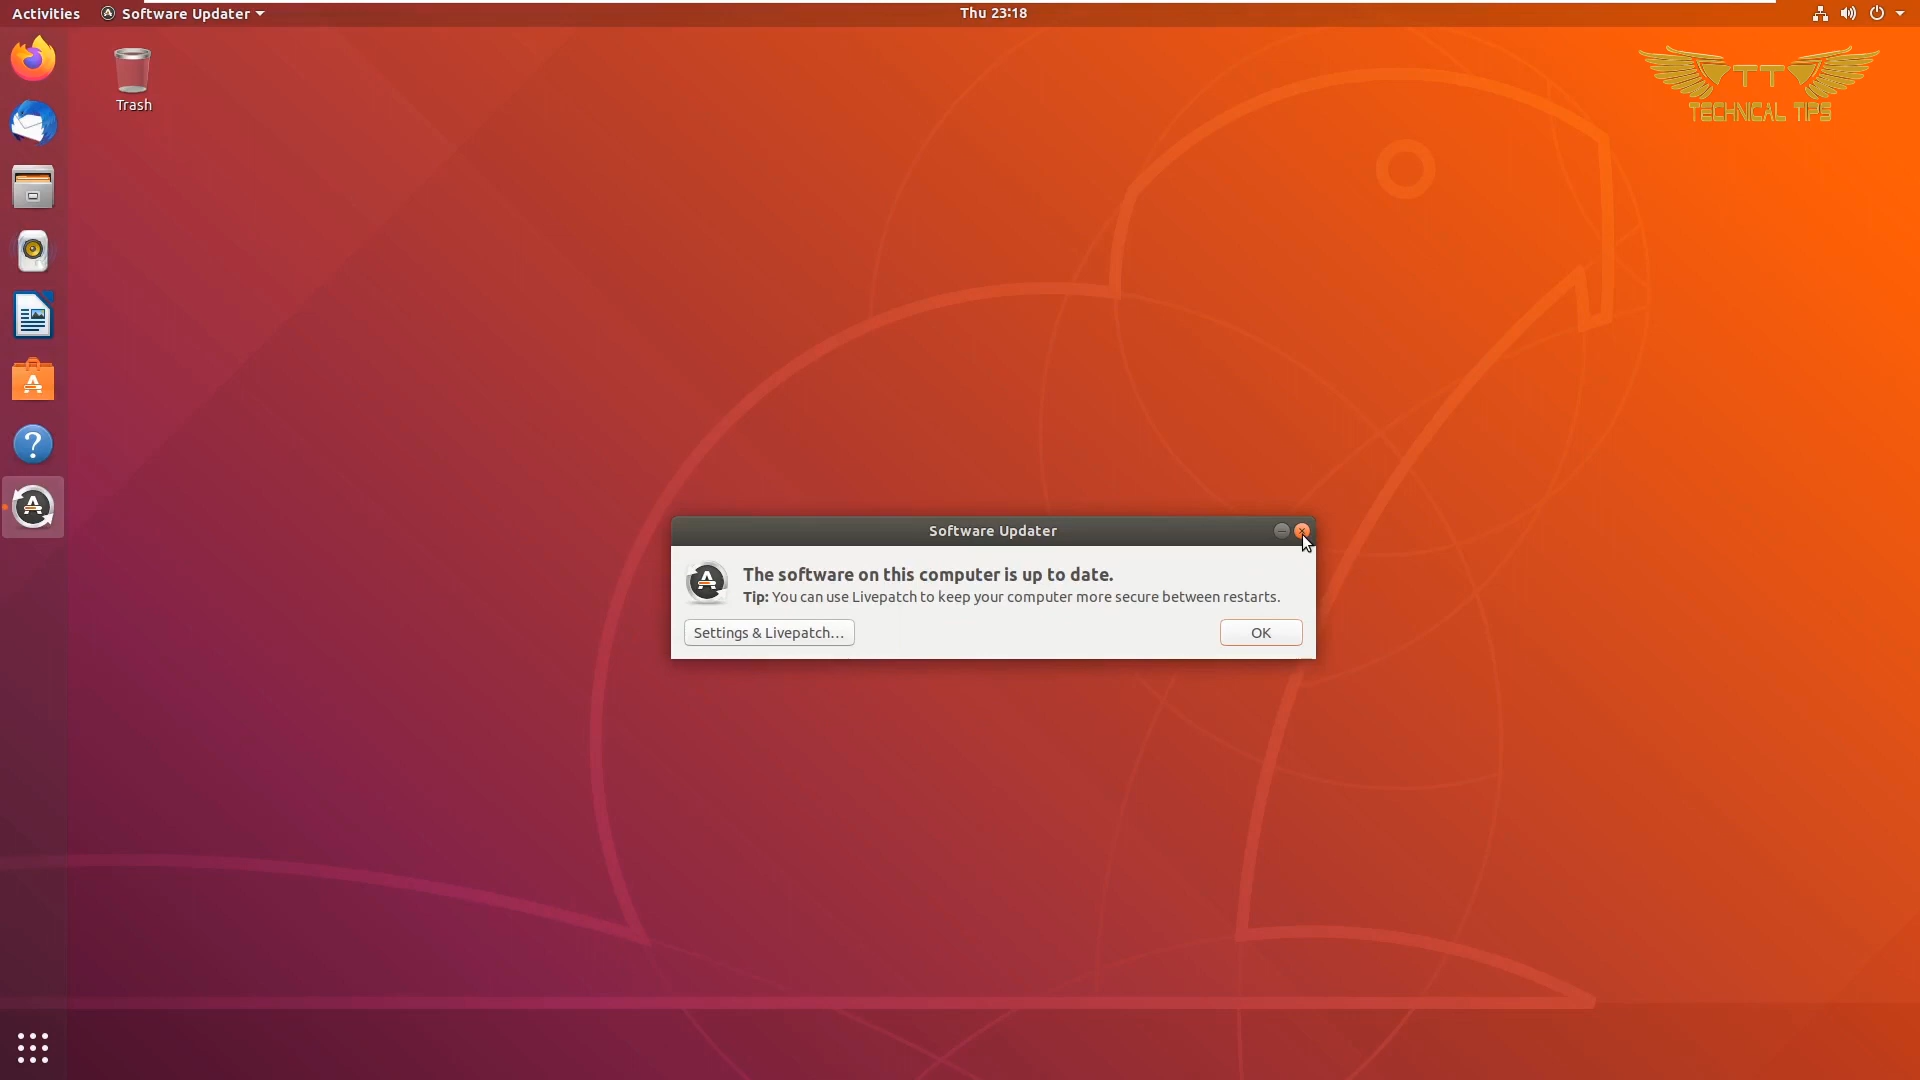 Activities
Software Updater
Thu 23:18
Trash
TT
TECHNICAL TIPS
Software Updater
The software on this computer is up to date.
Tip: You can use Livepatch to keep your computer more secure between restarts.
Settings & Livepatch...
OK